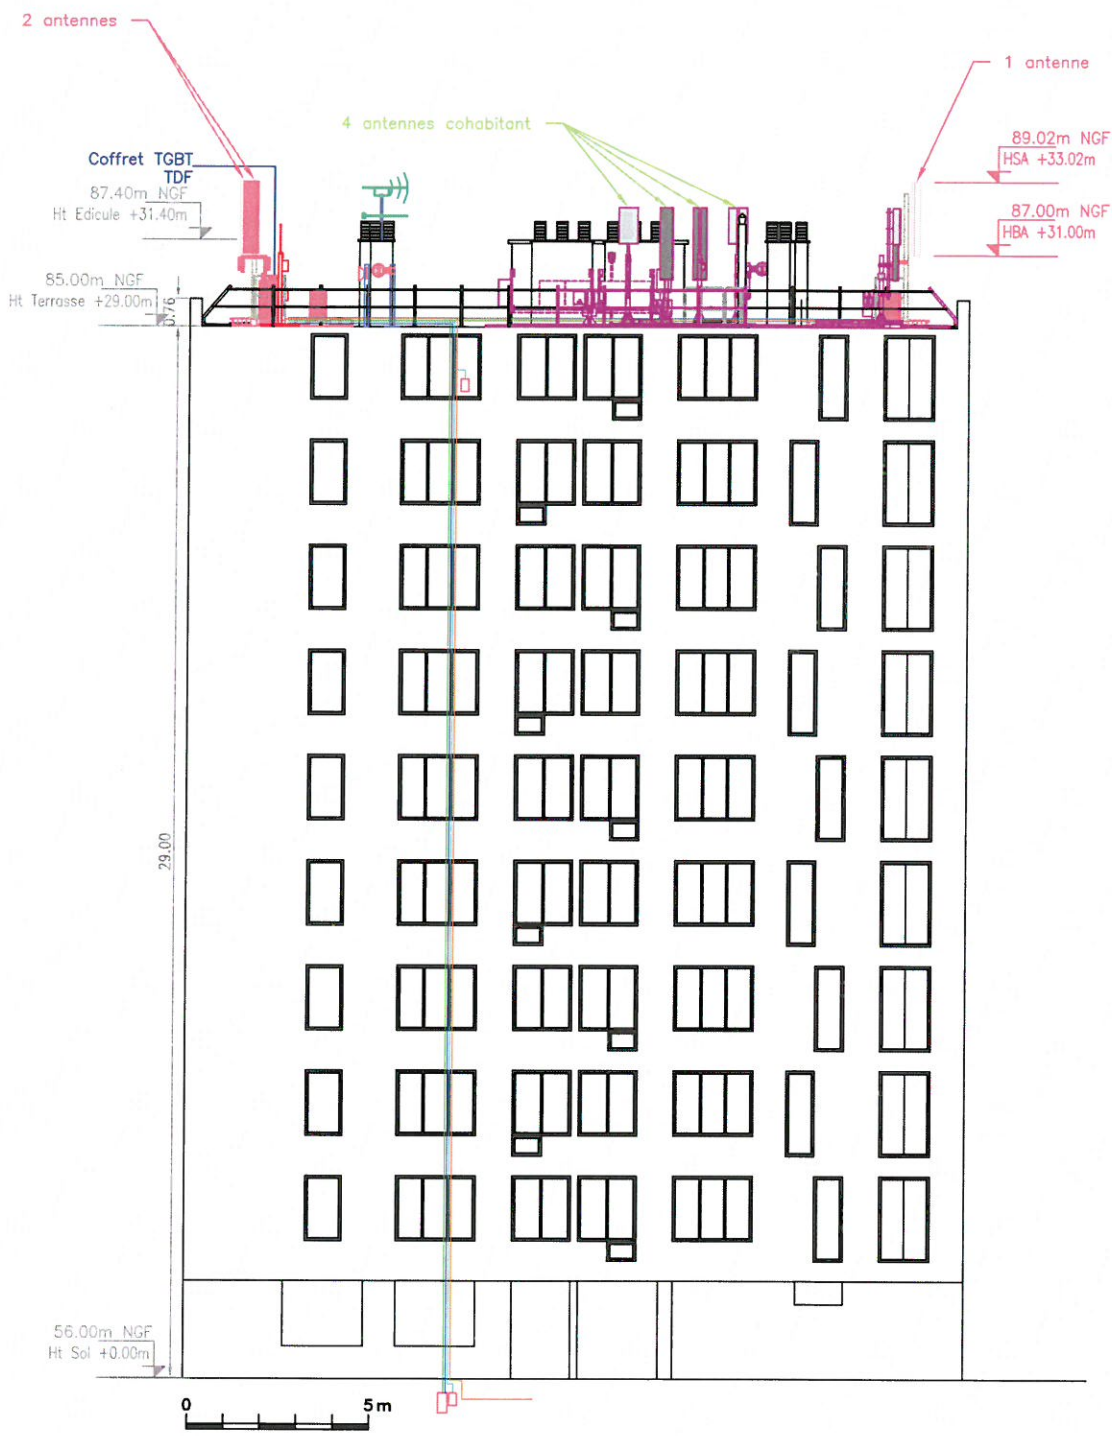 2 antennes
1 antenne
4 antennes cohabitant
89.02m NGF
HSA +33.02m
Coffret TGBT
TDF
87.40m NGF
Ht Edicule +31.40m
87.00m NGF
HBA +31.00m
85.00m NGF
Ht Terrasse +29.00m
0.76
29.00
56.00m NGF
Ht Sol +0.00m
0 5m